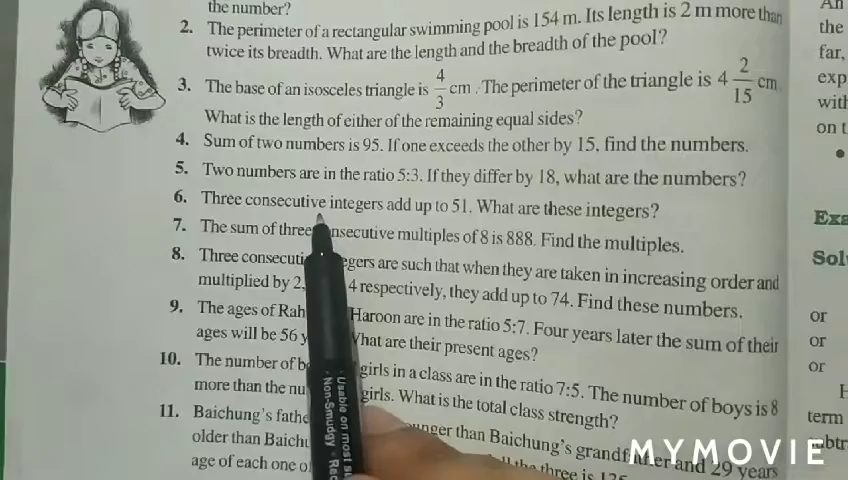 the number?
2. The perimeter of a rectangular swimming pool is 154 m. Its length is 2 m more than
twice its breadth. What are the length and the breadth of the pool?
3. The base of an isosceles triangle is 4/3 cm. The perimeter of the triangle is 4 2/15 cm
What is the length of either of the remaining equal sides?
4. Sum of two numbers is 95. If one exceeds the other by 15, find the numbers.
5. Two numbers are in the ratio 5:3. If they differ by 18, what are the numbers?
6. Three consecutive integers add up to 51. What are these integers?
7. The sum of three nsecutive multiples of 8 is 888. Find the multiples.
8. Three consecuti egers are such that when they are taken in increasing order and
multiplied by 2, 4 respectively, they add up to 74. Find these numbers.
9. The ages of Rah Haroon are in the ratio 5:7. Four years later the sum of their
ages will be 56 y What are their present ages?
10. The number of b girls in a class are in the ratio 7:5. The number of boys is 8
more than the nu girls. What is the total class strength?
11. Baichung's fathe unger than Baichung's grandfather and 29 years
older than Baichu the three is 135
age of each one o
Usable on most su
Non-Smudgy
An
the
far,
exp
with
on t
•
Exa
Sol
or
or
or
H
term
subtr
MYMOVIE